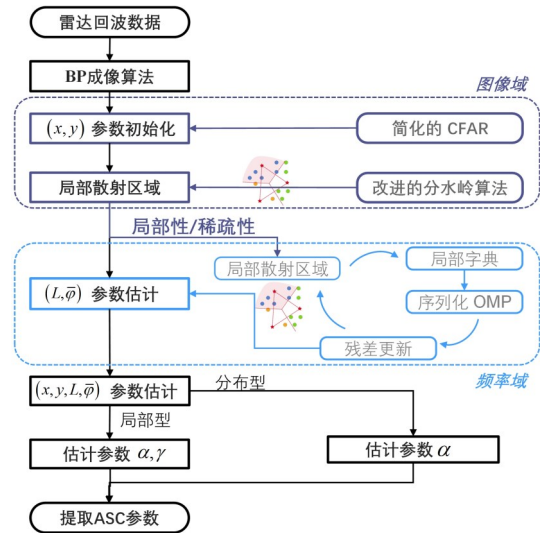 雷达回波数据
BP成像算法
图像域
(x, y) 参数初始化
简化的 CFAR
局部散射区域
改进的分水岭算法
局部性/稀疏性
局部散射区域
局部字典
(L, φ̄) 参数估计
序列化 OMP
残差更新
频率域
(x, y, L, φ̄) 参数估计
分布型
局部型
估计参数 α, γ
估计参数 α
提取ASC参数